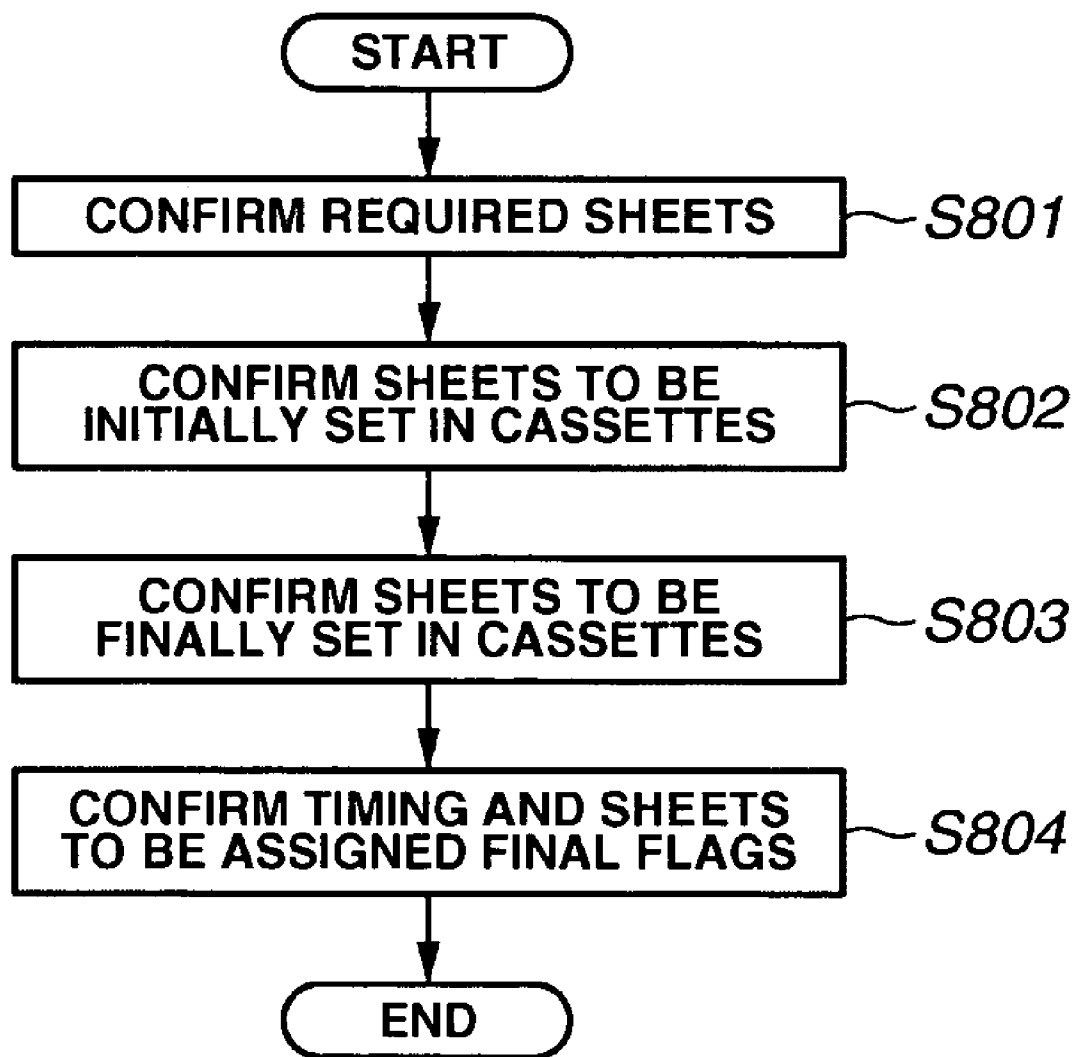 START
CONFIRM REQUIRED SHEETS
S801
CONFIRM SHEETS TO BE
INITIALLY SET IN CASSETTES
S802
CONFIRM SHEETS TO BE
FINALLY SET IN CASSETTES
S803
CONFIRM TIMING AND SHEETS
TO BE ASSIGNED FINAL FLAGS
S804
END